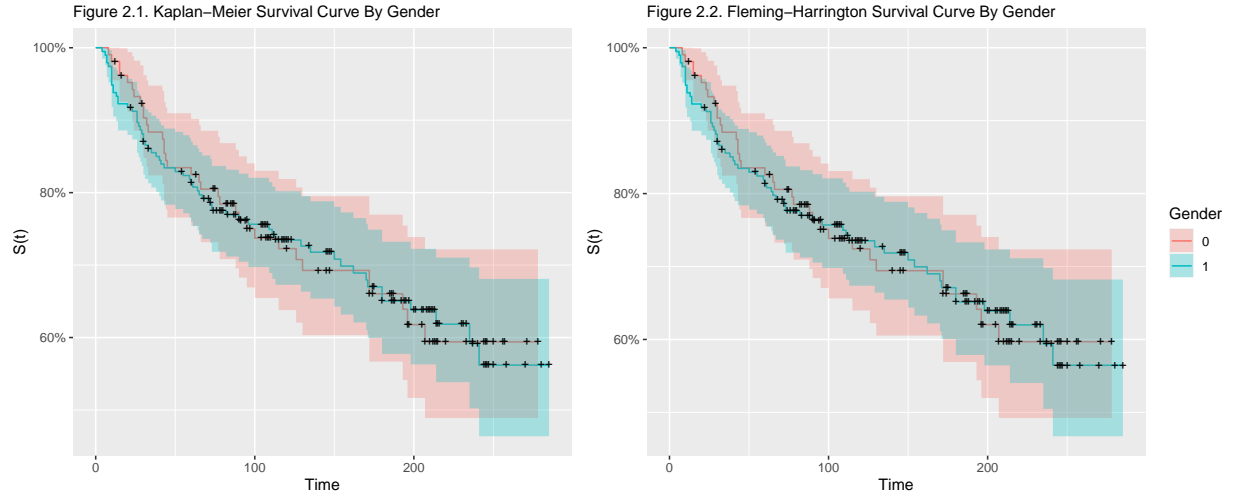 Figure 2.1. Kaplan−Meier Survival Curve By Gender
100%
80%
60%
S(t)
0
100
200
Time
Figure 2.2. Fleming−Harrington Survival Curve By Gender
100%
80%
60%
S(t)
0
100
200
Time
Gender
0
1